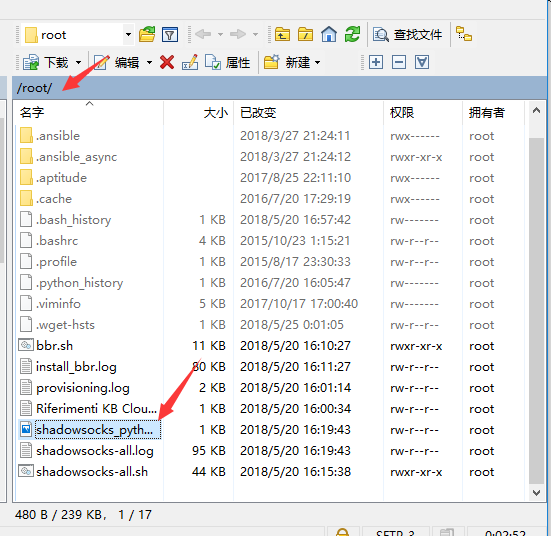 root 查找文件
下载 编辑 属性 新建
/root/
名字 大小 已改变 权限 拥有者
.ansible 2018/3/27 21:24:11 rwx------ root
.ansible_async 2018/3/27 21:24:12 rwxr-xr-x root
.aptitude 2017/8/25 22:11:10 rwx------ root
.cache 2016/7/20 17:29:19 rwx------ root
.bash_history 1 KB 2018/5/20 16:57:42 rw------- root
.bashrc 4 KB 2015/10/23 1:15:21 rw-r--r-- root
.profile 1 KB 2015/8/17 23:30:33 rw-r--r-- root
.python_history 1 KB 2016/7/20 16:05:47 rw------- root
.viminfo 5 KB 2017/10/17 17:00:40 rw------- root
.wget-hsts 1 KB 2018/5/25 0:01:05 rw-r--r-- root
bbr.sh 11 KB 2018/5/20 16:10:27 rwxr-xr-x root
install_bbr.log 80 KB 2018/5/20 16:11:27 rw-r--r-- root
provisioning.log 2 KB 2018/5/20 16:01:14 rw-r--r-- root
Riferimenti KB Clou... 1 KB 2018/5/20 16:00:34 rw-r--r-- root
shadowsocks_pyth... 1 KB 2018/5/20 16:19:43 rw-r--r-- root
shadowsocks-all.log 95 KB 2018/5/20 16:19:43 rw-r--r-- root
shadowsocks-all.sh 44 KB 2018/5/20 16:15:38 rwxr-xr-x root
480 B / 239 KB， 1 / 17
SFTP-3 0:02:52